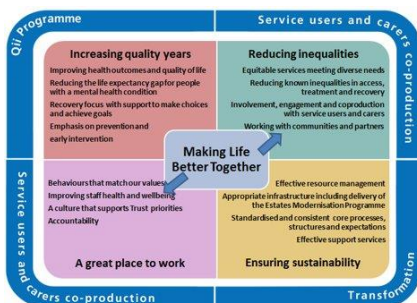 Qii Programme
Service users and carers co-production
Increasing quality years
Improving health outcomes and quality of life
Reducing the life expectancy gap for people
with a mental health condition
Recovery focus with support to make choices
and achieve goals
Emphasis on prevention and
early intervention
Reducing inequalities
Equitable services meeting diverse needs
Reducing known inequalities in access,
treatment and recovery
Involvement, engagement and coproduction
with service users and carers
Working with communities and partners
Making Life
Better Together
Behaviours that match our values
Improving staff health and wellbeing
A culture that supports Trust priorities
Accountability
A great place to work
Effective resource management
Appropriate infrastructure including delivery of
the Estates Modernisation Programme
Standardised and consistent core processes,
structures and expectations
Effective support services
Ensuring sustainability
Service users and carers co-production
Transformation